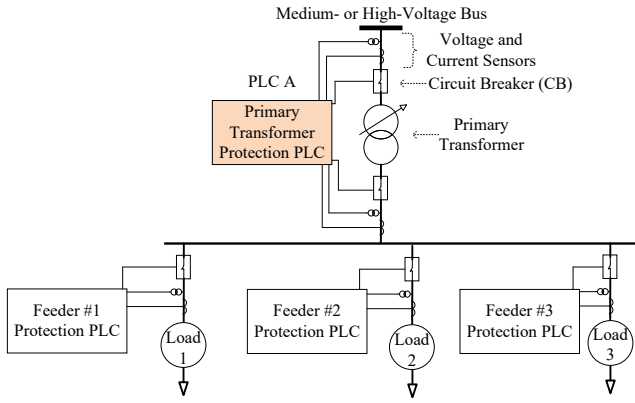 Medium- or High-Voltage Bus
Voltage and
Current Sensors
PLC A
Circuit Breaker (CB)
Primary
Transformer
Protection PLC
Primary
Transformer
Feeder #1
Protection PLC
Load
1
Feeder #2
Protection PLC
Load
2
Feeder #3
Protection PLC
Load
3